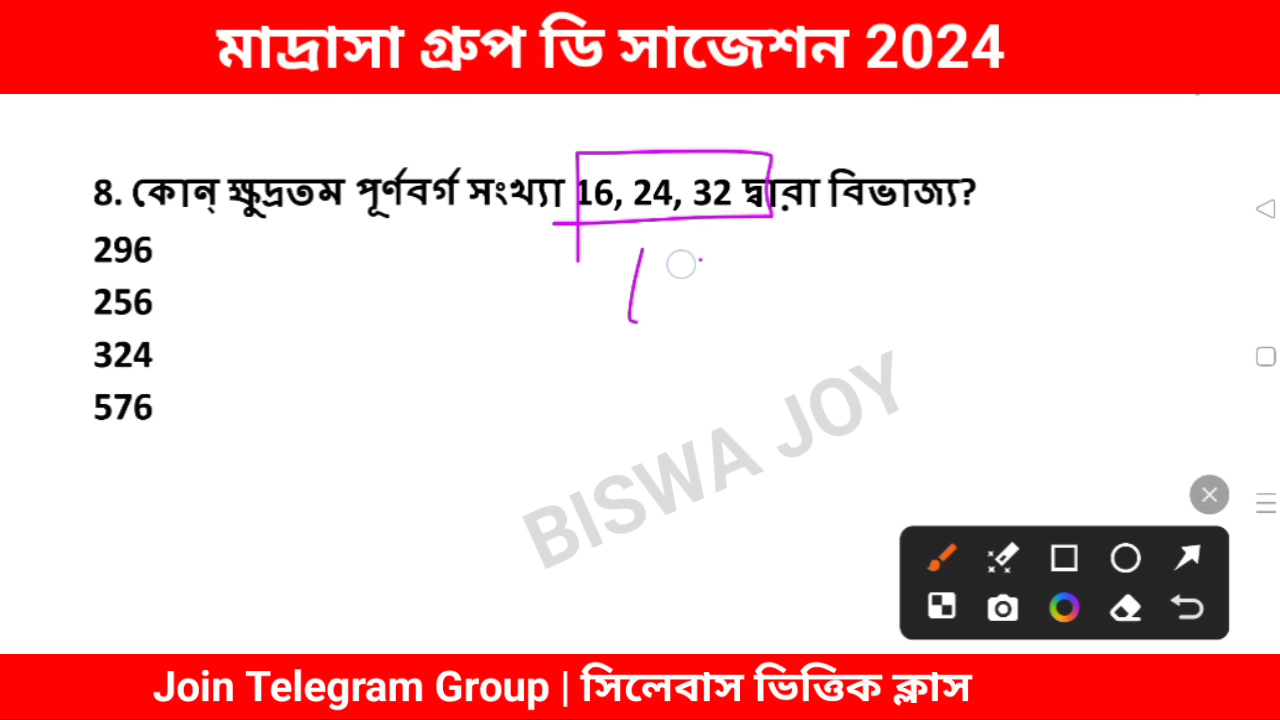 মাদ্রাসা গ্রুপ ডি সাজেশন 2024
8. কোন্ ক্ষুদ্রতম পূর্ণবর্গ সংখ্যা 16, 24, 32 দ্বারা বিভাজ্য?
296
256
324
576
BISWA JOY
Join Telegram Group | সিলেবাস ভিত্তিক ক্লাস